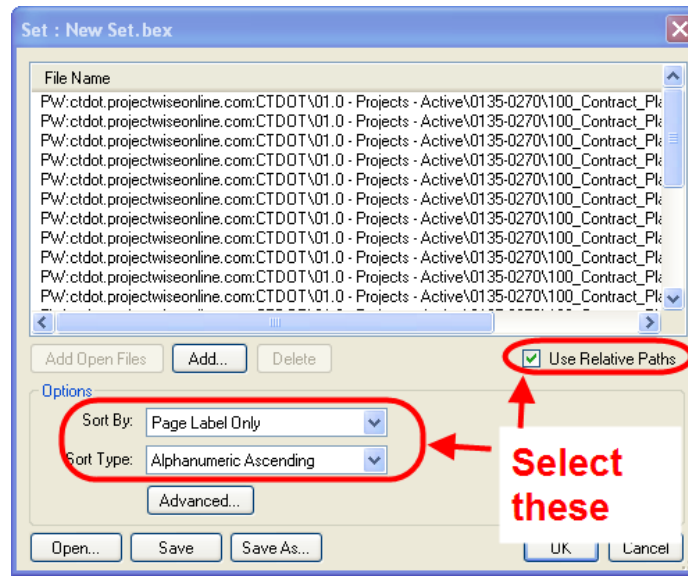 Set : New Set.bex
File Name
PW:ctdot.projectwiseonline.com:CTDOT\01.0 - Projects - Active\0135-0270\100_Contract_Pla
PW:ctdot.projectwiseonline.com:CTDOT\01.0 - Projects - Active\0135-0270\100_Contract_Pla
PW:ctdot.projectwiseonline.com:CTDOT\01.0 - Projects - Active\0135-0270\100_Contract_Pla
PW:ctdot.projectwiseonline.com:CTDOT\01.0 - Projects - Active\0135-0270\100_Contract_Pla
PW:ctdot.projectwiseonline.com:CTDOT\01.0 - Projects - Active\0135-0270\100_Contract_Pla
PW:ctdot.projectwiseonline.com:CTDOT\01.0 - Projects - Active\0135-0270\100_Contract_Pla
PW:ctdot.projectwiseonline.com:CTDOT\01.0 - Projects - Active\0135-0270\100_Contract_Pla
PW:ctdot.projectwiseonline.com:CTDOT\01.0 - Projects - Active\0135-0270\100_Contract_Pla
PW:ctdot.projectwiseonline.com:CTDOT\01.0 - Projects - Active\0135-0270\100_Contract_Pla
PW:ctdot.projectwiseonline.com:CTDOT\01.0 - Projects - Active\0135-0270\100_Contract_Pla
PW:ctdot.projectwiseonline.com:CTDOT\01.0 - Projects - Active\0135-0270\100_Contract_Pla
Add Open Files Add... Delete Use Relative Paths
Options
Sort By: Page Label Only
Sort Type: Alphanumeric Ascending
Advanced...
Select
these
Open... Save Save As... OK Cancel